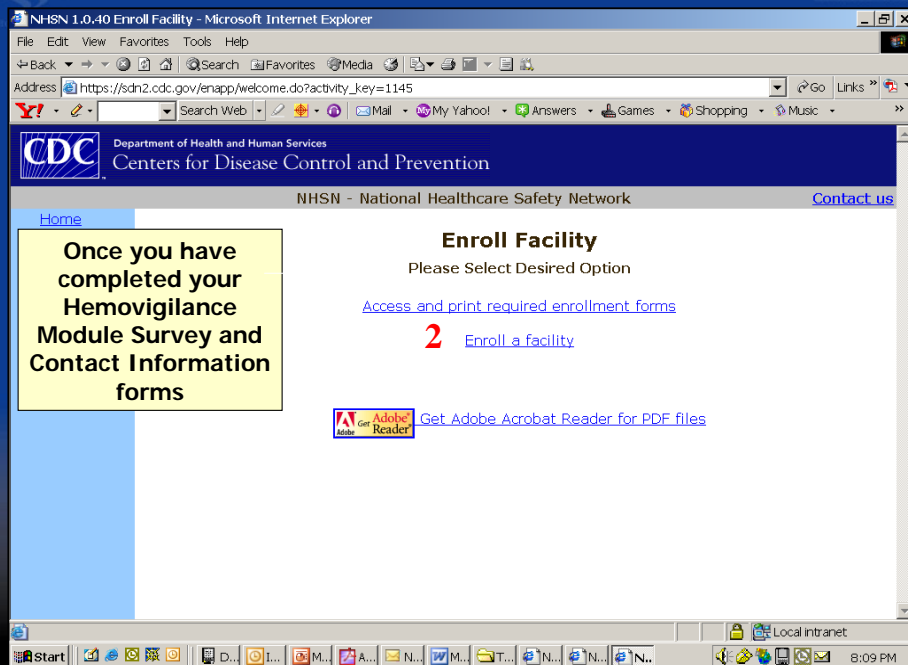 NHSN 1.0.40 Enroll Facility - Microsoft Internet Explorer
File Edit View Favorites Tools Help
Back Search Favorites Media
Address https://sdn2.cdc.gov/enapp/welcome.do?activity_key=1145 Go Links »
Y! Search Web Mail My Yahoo! Answers Games Shopping Music »
CDC Department of Health and Human Services
Centers for Disease Control and Prevention
NHSN - National Healthcare Safety Network Contact us
Home
Once you have
completed your
Hemovigilance
Module Survey and
Contact Information
forms
Enroll Facility
Please Select Desired Option
Access and print required enrollment forms
2 Enroll a facility
Adobe Get Adobe Reader Get Adobe Acrobat Reader for PDF files
Local intranet
Start D... I... M... A... N... M... T... N... N... N.. 8:09 PM